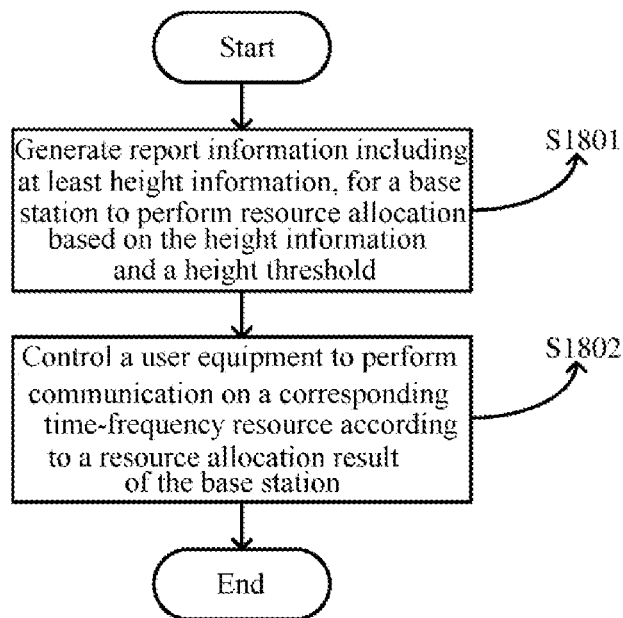 Start
Generate report information including
at least height information, for a base
station to perform resource allocation
based on the height information
and a height threshold
S1801
Control a user equipment to perform
communication on a corresponding
time-frequency resource according
to a resource allocation result
of the base station
S1802
End